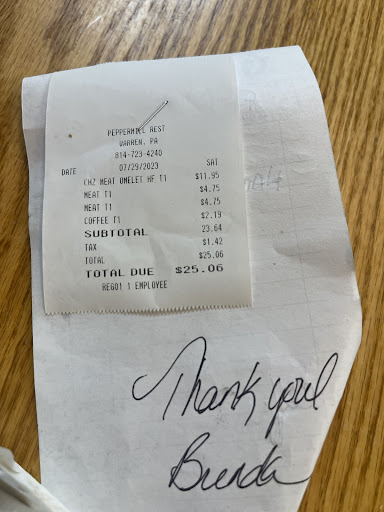 PEPPERMILL REST
WARREN, PA
814-723-4240
DATE 07/29/2023 SAT
CHZ MEAT OMELET HF T1 $11.95
MEAT T1 $4.75
MEAT T1 $4.75
COFFEE T1 $2.19
SUBTOTAL 23.64
TAX $1.42
TOTAL $25.06
TOTAL DUE $25.06
REG01 1 EMPLOYEE
Thank you!
Brenda